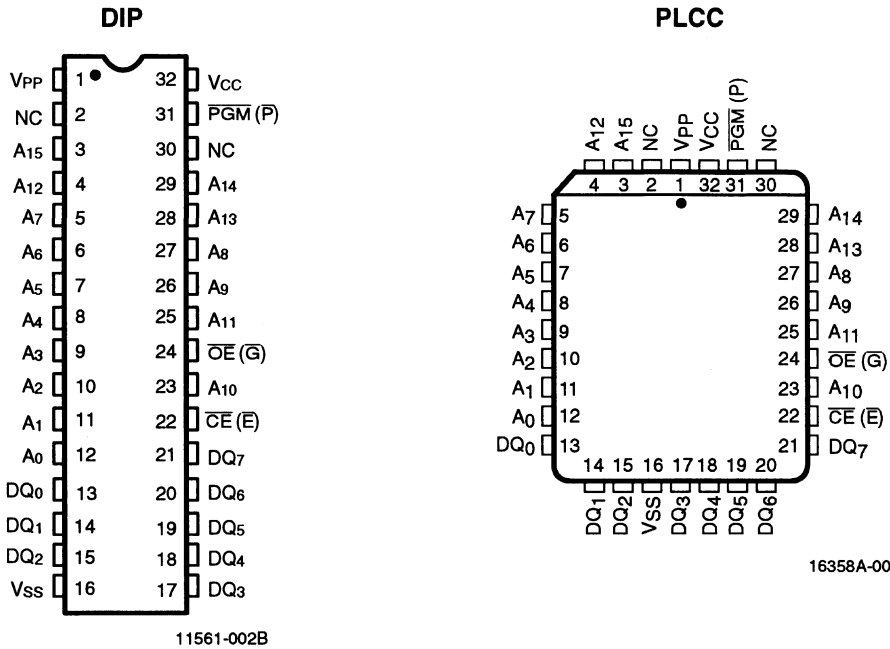 DIP
VPP 1 32 VCC
NC 2 31 PGM (P)
A15 3 30 NC
A12 4 29 A14
A7 5 28 A13
A6 6 27 A8
A5 7 26 A9
A4 8 25 A11
A3 9 24 OE (G)
A2 10 23 A10
A1 11 22 CE (E)
A0 12 21 DQ7
DQ0 13 20 DQ6
DQ1 14 19 DQ5
DQ2 15 18 DQ4
VSS 16 17 DQ3
11561-002B
PLCC
A12 A15 NC VPP VCC PGM (P) NC
4 3 2 1 32 31 30
A7 5 29 A14
A6 6 28 A13
A5 7 27 A8
A4 8 26 A9
A3 9 25 A11
A2 10 24 OE (G)
A1 11 23 A10
A0 12 22 CE (E)
DQ0 13 21 DQ7
14 15 16 17 18 19 20
DQ1 DQ2 VSS DQ3 DQ4 DQ5 DQ6
16358A-00